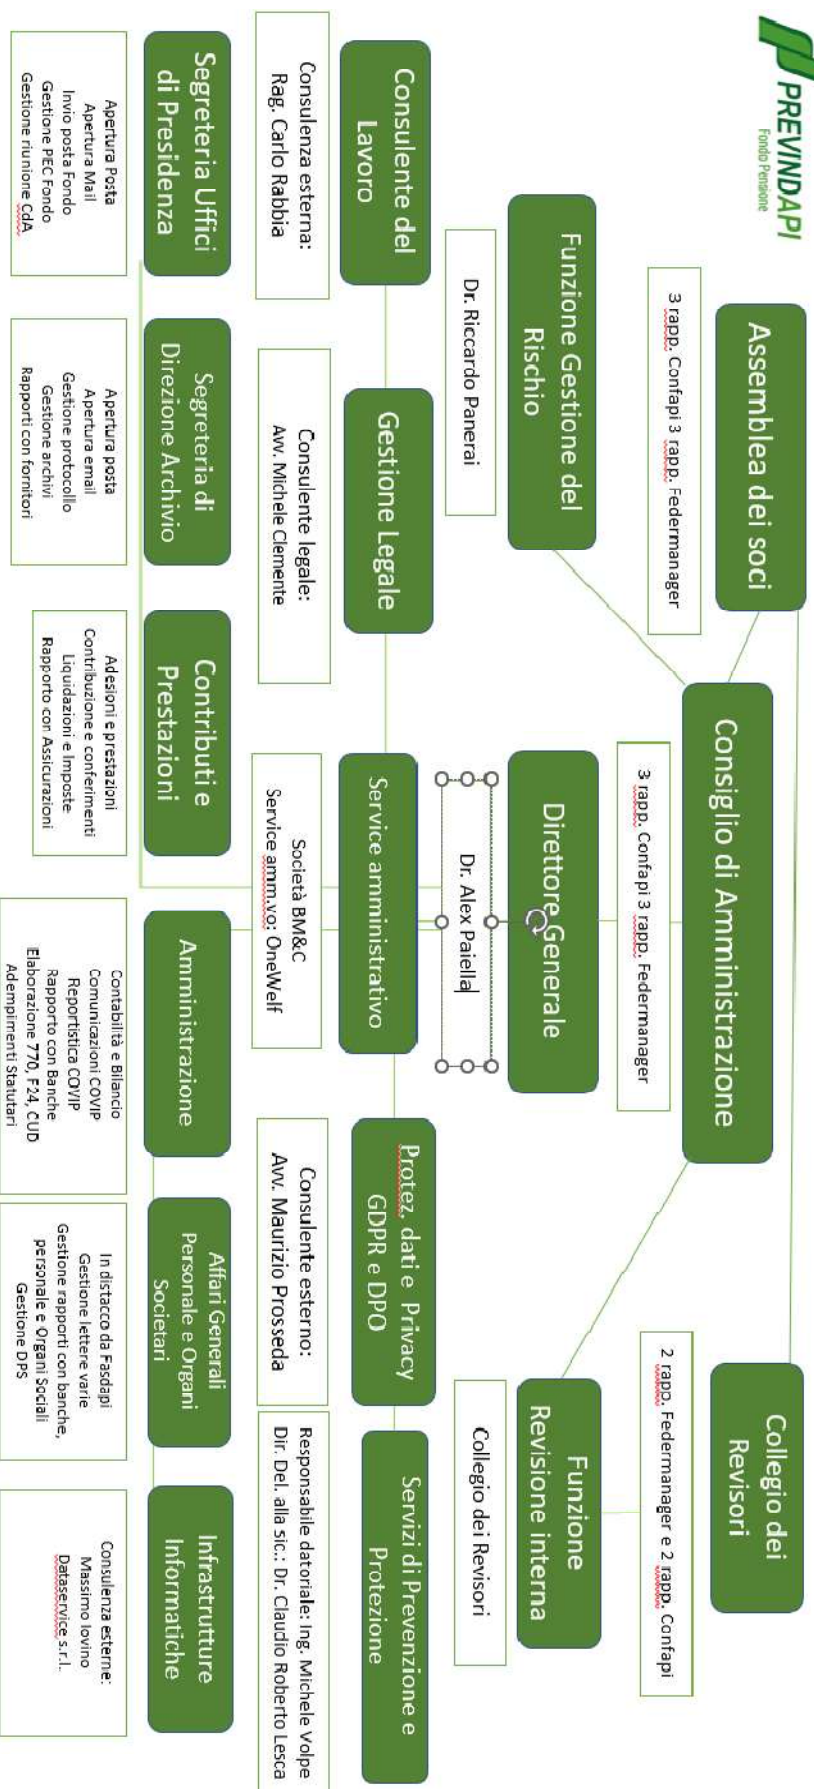 PREVINDAPI
Fondo Pensione
Assemblea dei soci
3 rapp. Confapi 3 rapp. Federmanager
Consiglio di Amministrazione
3 rapp. Confapi 3 rapp. Federmanager
Collegio dei
Revisori
2 rapp. Federmanager e 2 rapp. Confapi
Funzione Gestione del
Rischio
Dr. Riccardo Panerai
Direttore Generale
Dr. Alex Paiella
Funzione
Revisione interna
Collegio dei Revisori
Consulente del
Lavoro
Consulenza esterna:
Rag. Carlo Rabbia
Gestione Legale
Consulente legale:
Avv. Michele Clemente
Service amministrativo
Società BM&C
Service amm.vo: OneWelf
Protez. dati e Privacy
GDPR e DPO
Consulente esterno:
Avv. Maurizio Prosseda
Servizi di Prevenzione e
Protezione
Responsabile datoriale: Ing. Michele Volpe
Dir. Del. alla sic.: Dr. Claudio Roberto Lesca
Segreteria Uffici
di Presidenza
Apertura Posta
Apertura Mail
Invio posta Fondo
Gestione PEC Fondo
Gestione riunione CdA
Segreteria di
Direzione Archivio
Apertura posta
Apertura email
Gestione protocollo
Gestione archivi
Rapporti con fornitori
Contributi e
Prestazioni
Adesioni e prestazioni
Contribuzione e conferimenti
Liquidazioni e Imposte
Rapporto con Assicurazioni
Amministrazione
Contabilità e Bilancio
Comunicazioni COVIP
Reportistica COVIP
Rapporto con Banche
Elaborazione 770, F24, CUD
Adempimenti Statutari
Affari Generali
Personale e Organi
Societari
In distacco da Fasdapi
Gestione lettere varie
Gestione rapporti con banche,
personale e Organi Sociali
Gestione DPS
Infrastrutture
Informatiche
Consulenza esterne:
Massimo Iovino
Dataservice s.r.l.